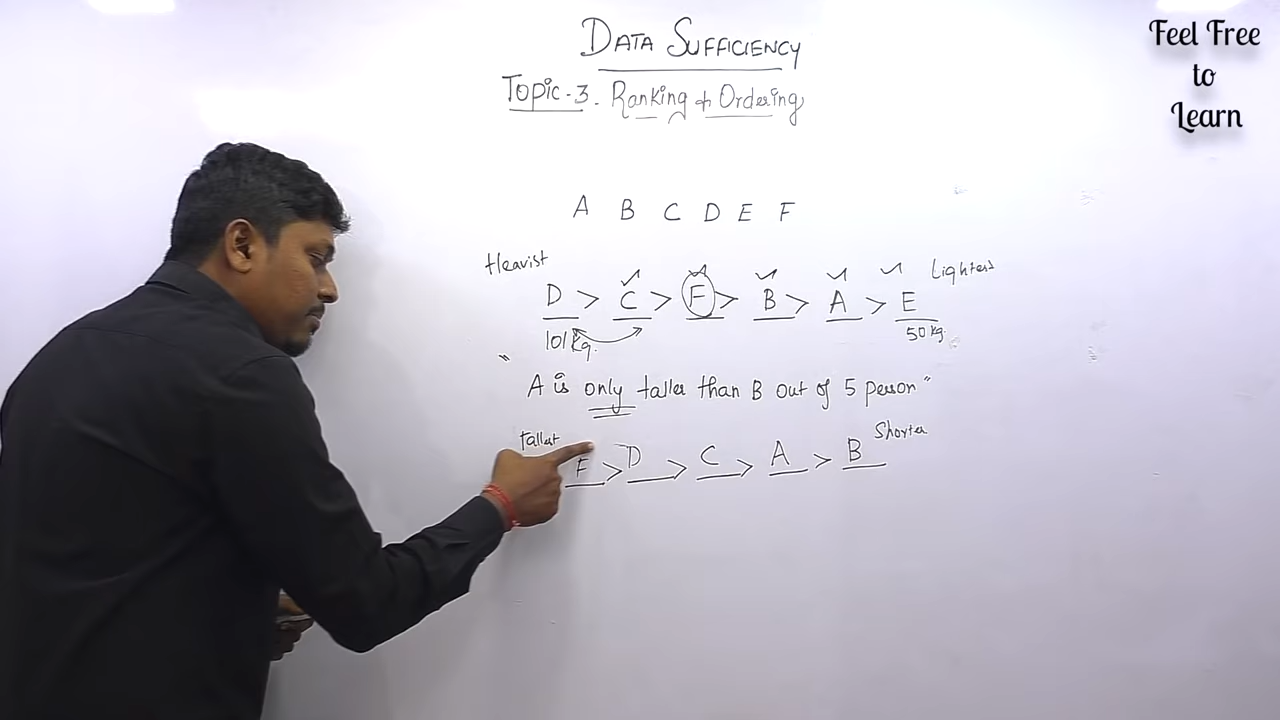 DATA SUFFICIENCY
Feel Free
to
Learn
Topic-3. Ranking & Ordering
A B C D E F
Heavist Lightest
D > C > F > B > A > E
101 Kg. 50 kg.
"A is only taller than B out of 5 person"
tallest Shorter
E > D > C > A > B